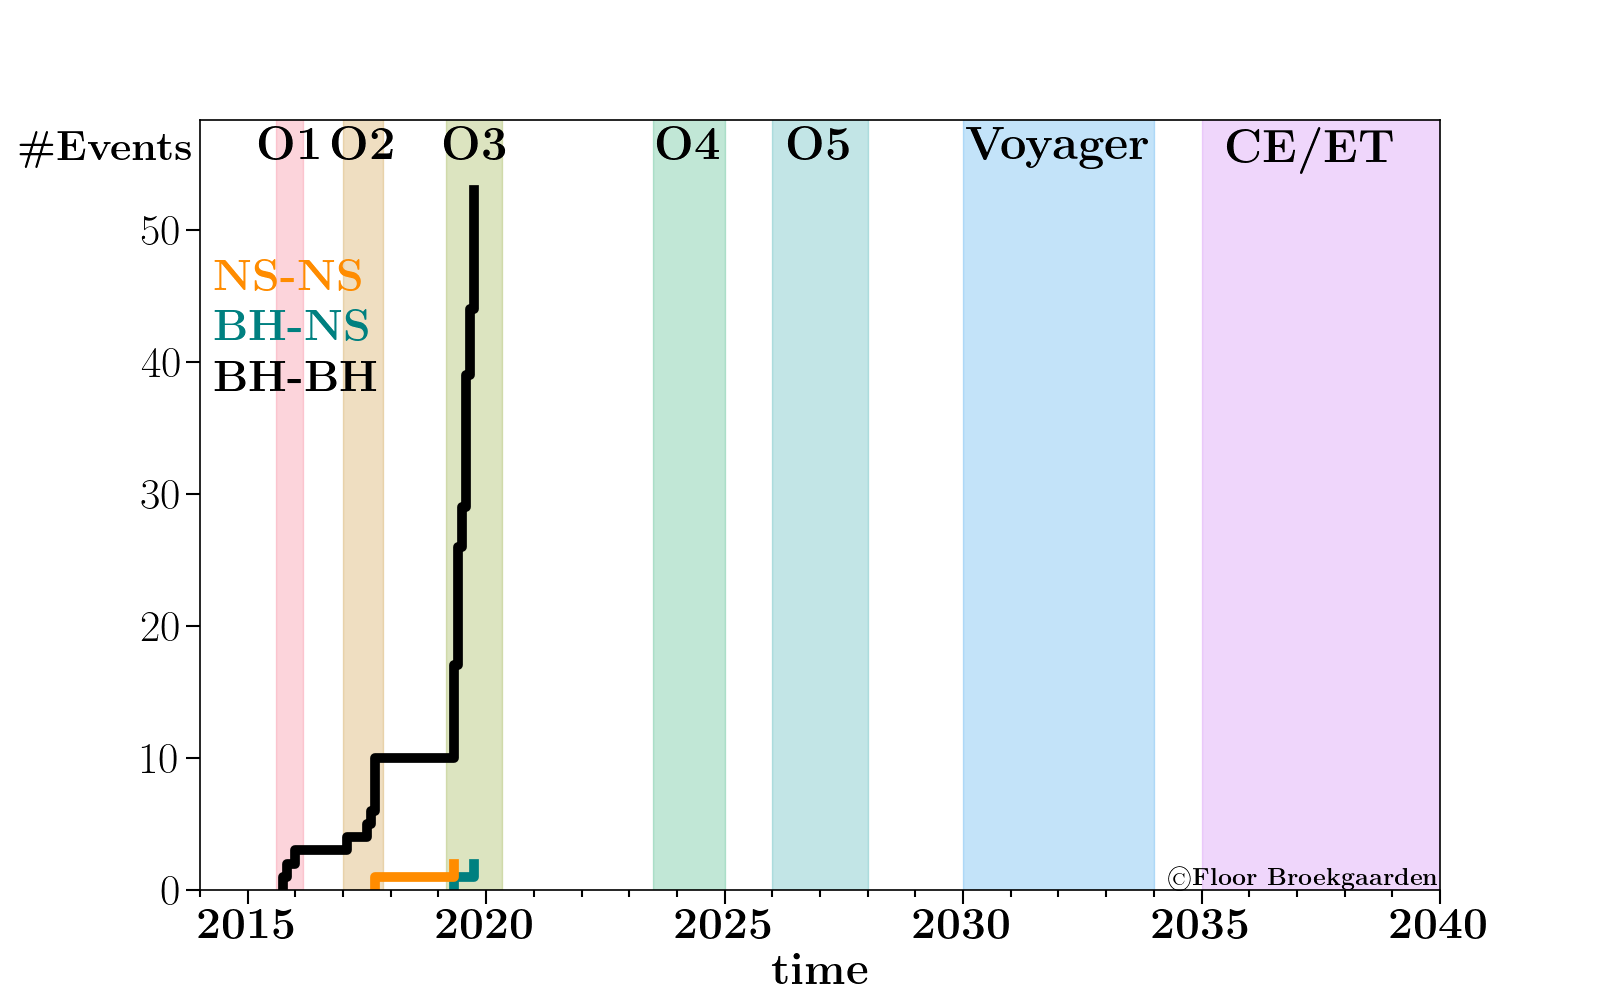 #Events O1 O2 O3 O4 O5 Voyager CE/ET
50
NS-NS
BH-NS
40
BH-BH
30
20
10
0
©Floor Broekgaarden
2015 2020 2025 2030 2035 2040
time